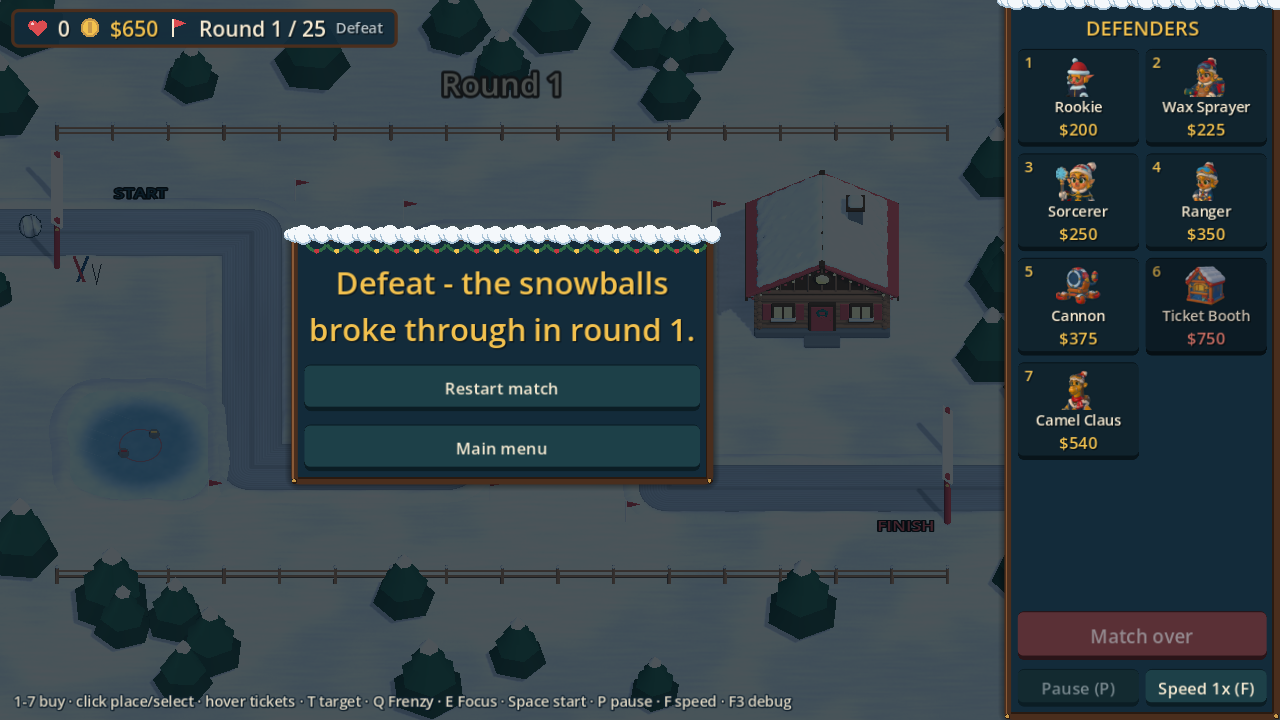 0 $650 Round 1 / 25 Defeat
Round 1
START
FINISH
Defeat - the snowballs
broke through in round 1.
Restart match
Main menu
DEFENDERS
1
Rookie
$200
2
Wax Sprayer
$225
3
Sorcerer
$250
4
Ranger
$350
5
Cannon
$375
6
Ticket Booth
$750
7
Camel Claus
$540
Match over
Pause (P)
Speed 1x (F)
1-7 buy · click place/select · hover tickets · T target · Q Frenzy · E Focus · Space start · P pause · F speed · F3 debug